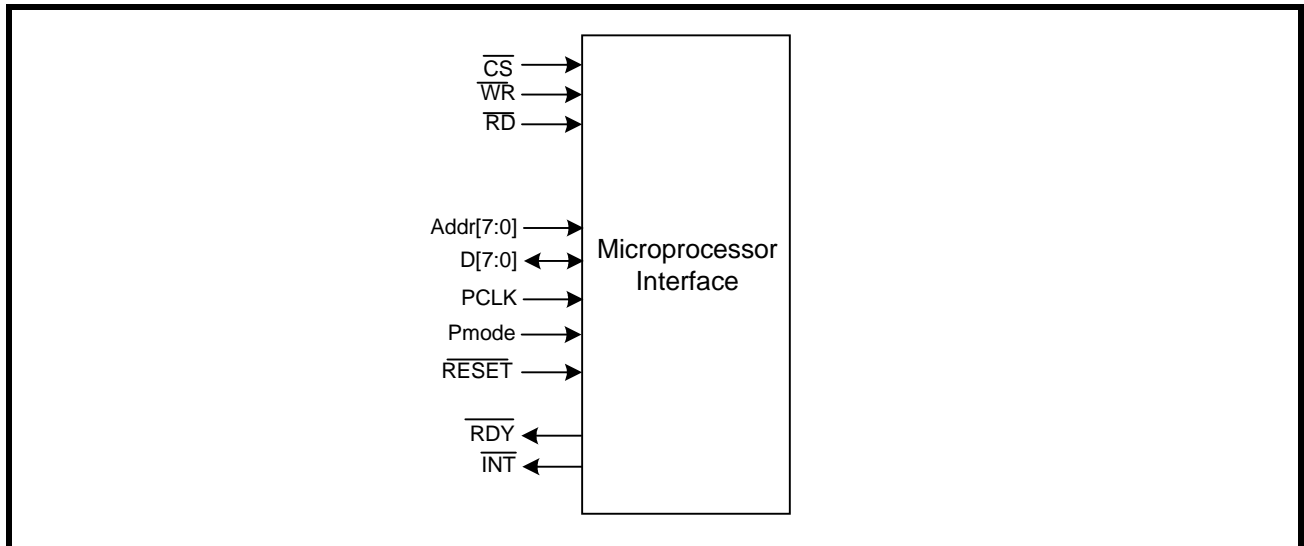 CS
WR
RD
Addr[7:0]
D[7:0]
PCLK
Pmode
RESET
RDY
INT
Microprocessor
Interface